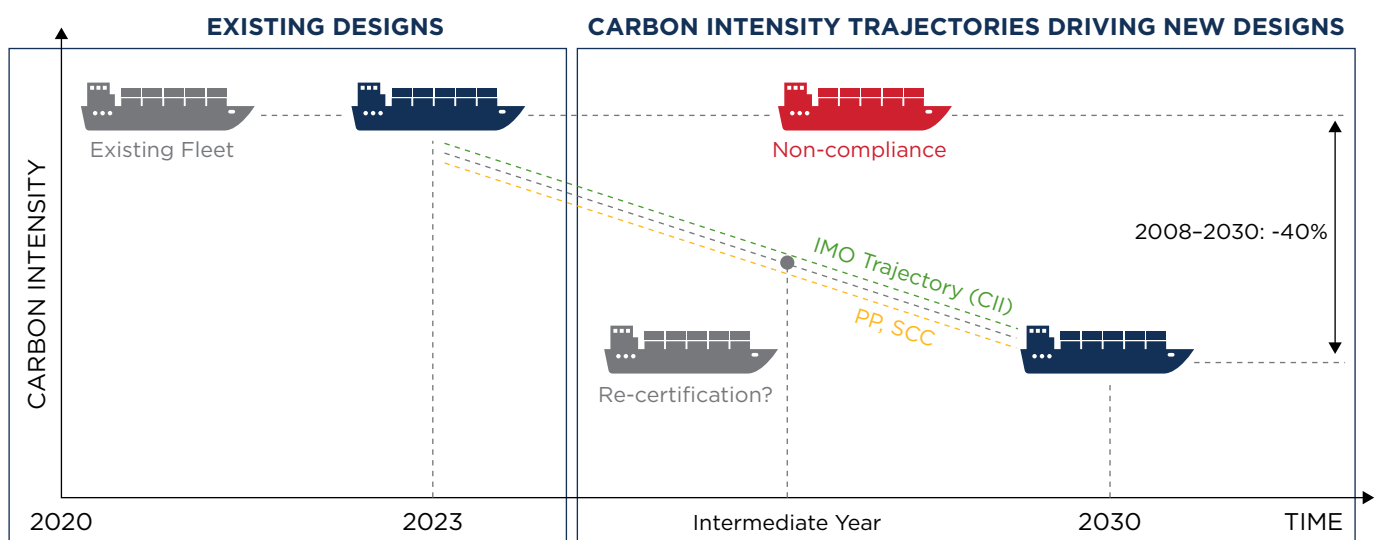 EXISTING DESIGNS
CARBON INTENSITY TRAJECTORIES DRIVING NEW DESIGNS
CARBON INTENSITY
Existing Fleet
Non-compliance
2008–2030: -40%
IMO Trajectory (CII)
PP, SCC
Re-certification?
2020
2023
Intermediate Year
2030
TIME